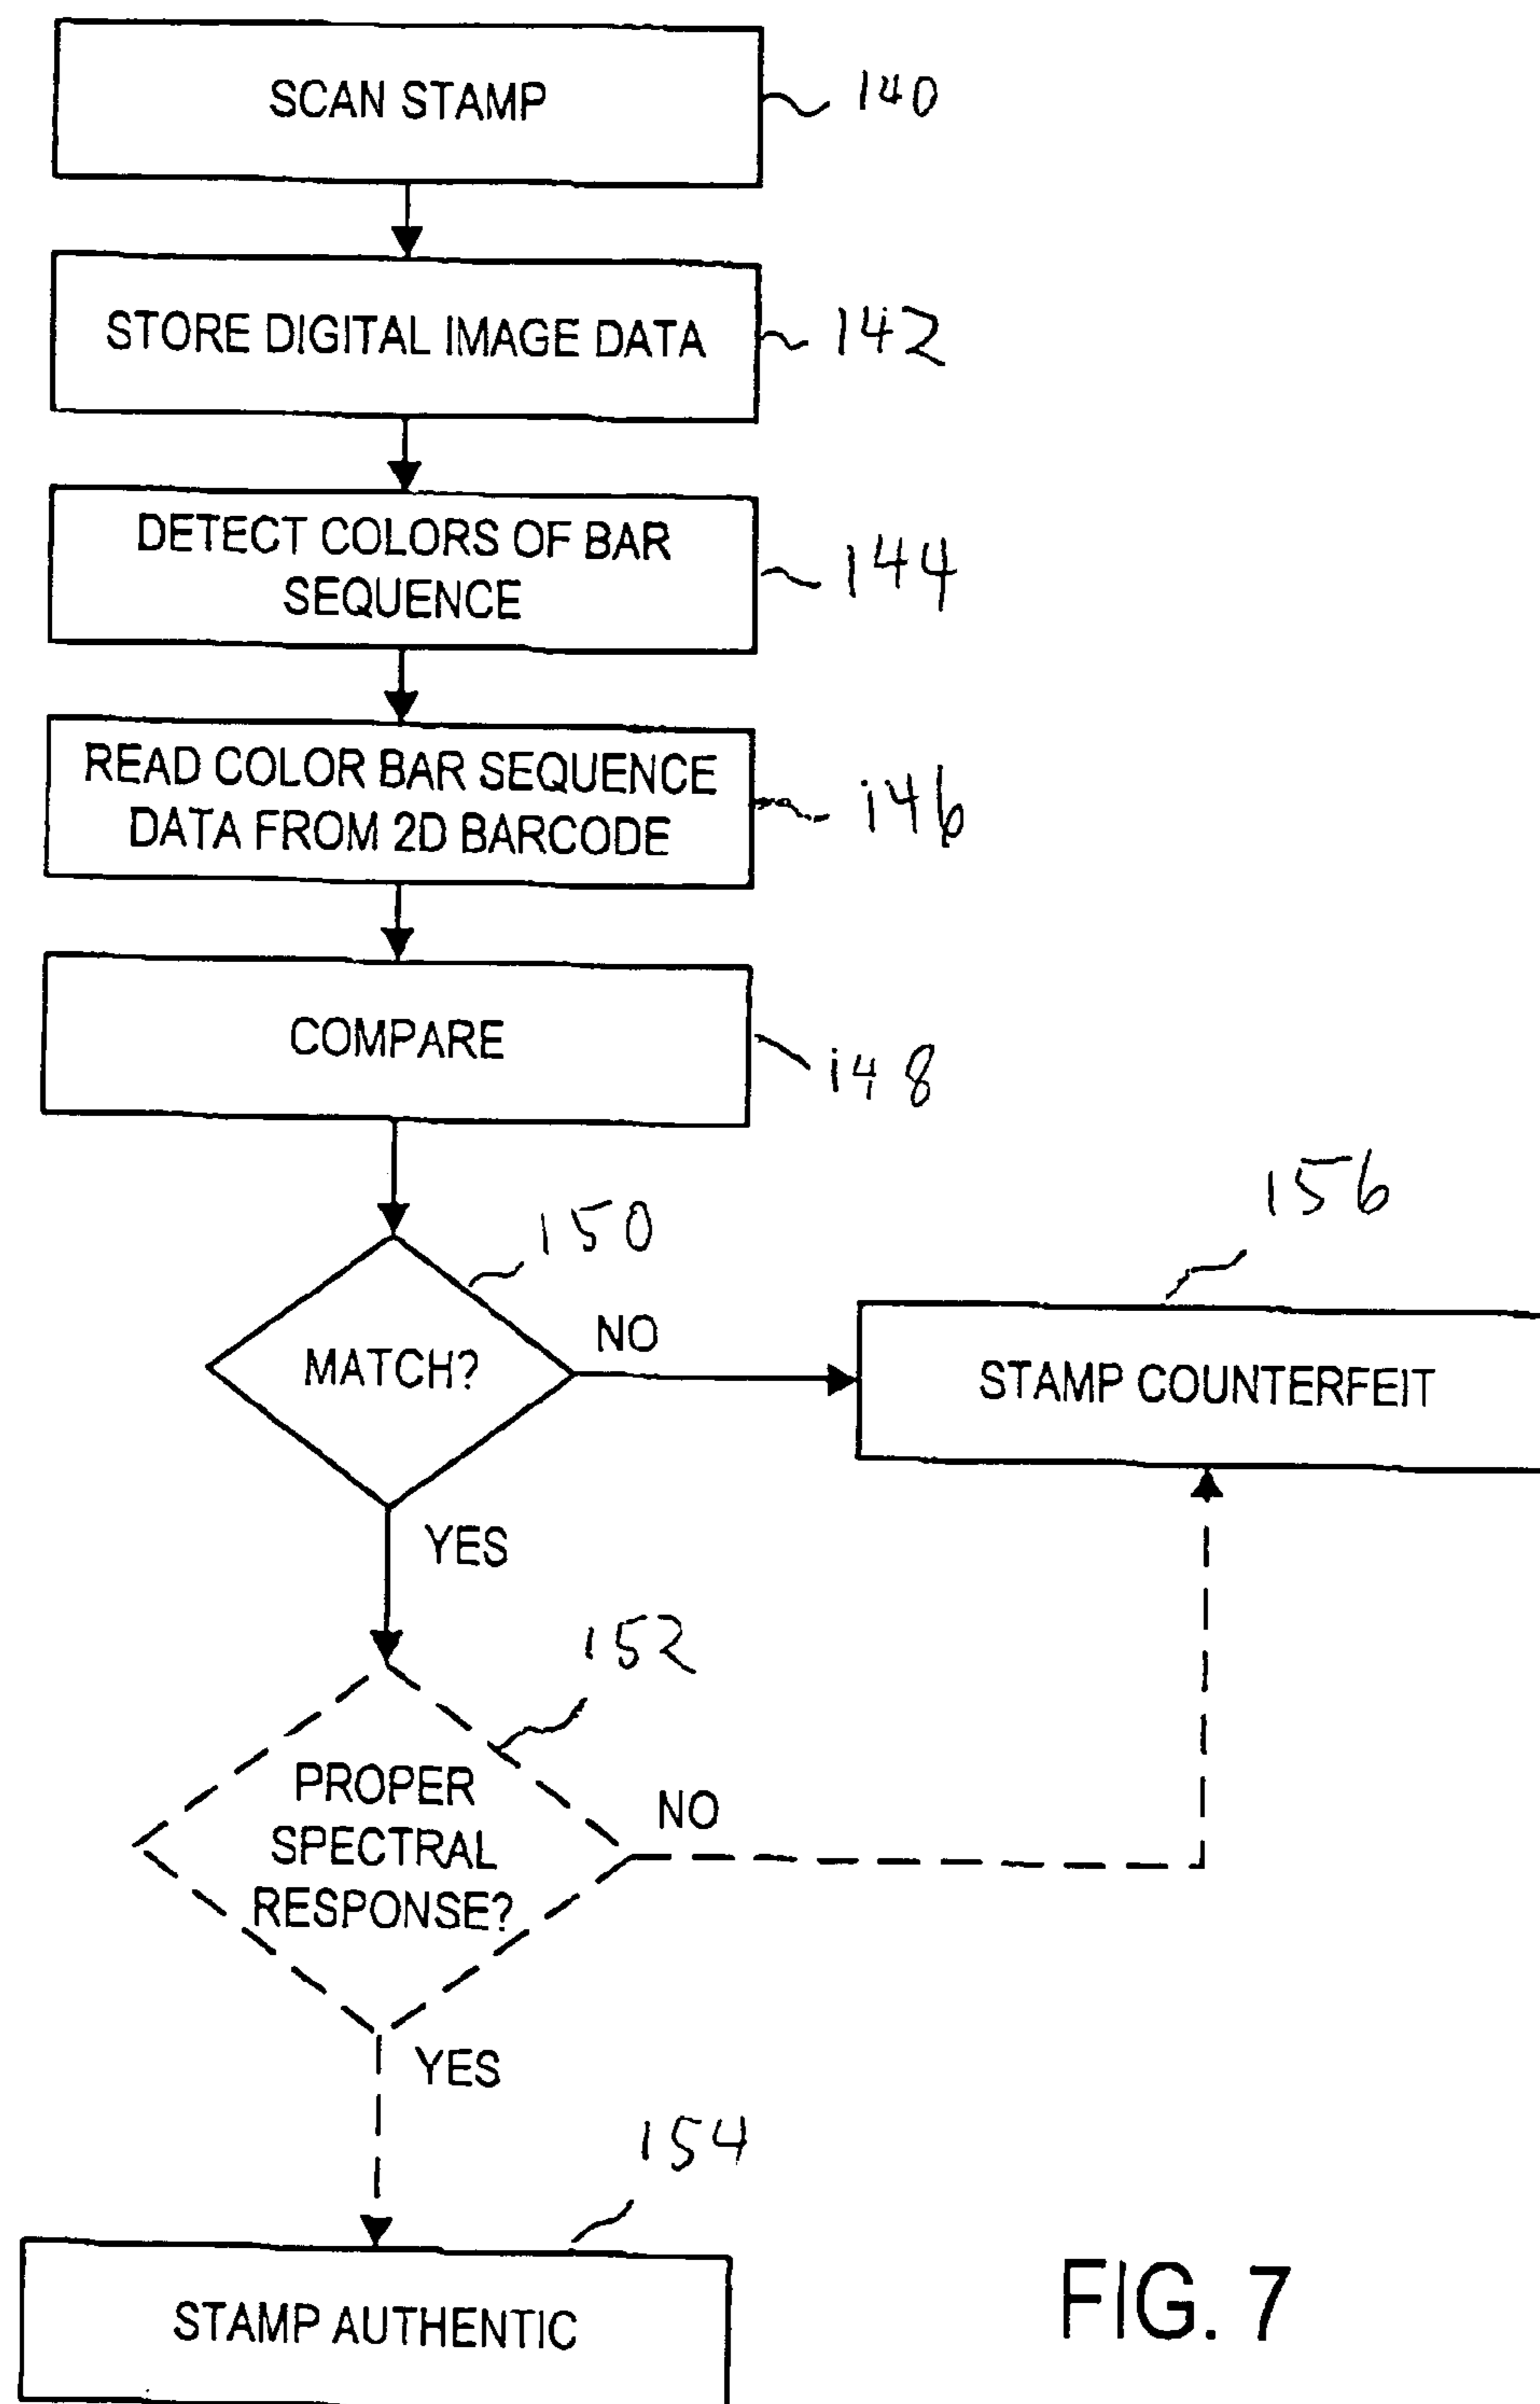 SCAN STAMP
140
STORE DIGITAL IMAGE DATA
142
DETECT COLORS OF BAR
SEQUENCE
144
READ COLOR BAR SEQUENCE
DATA FROM 2D BARCODE
146
COMPARE
148
150
156
MATCH?
NO
STAMP COUNTERFEIT
YES
152
PROPER
SPECTRAL
RESPONSE?
NO
YES
154
STAMP AUTHENTIC
FIG. 7